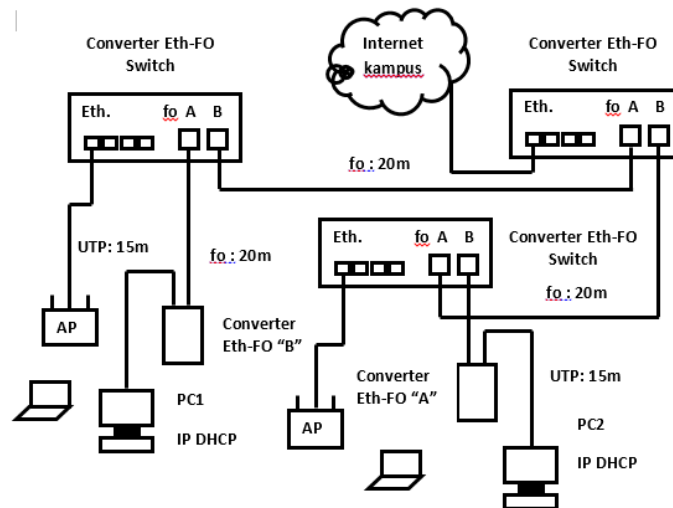 Converter Eth-FO
Switch
Internet
kampus
Converter Eth-FO
Switch
Eth.
fo A B
Eth.
fo A B
fo : 20m
UTP: 15m
fo : 20m
Eth.
fo A B
Converter Eth-FO
Switch
fo : 20m
AP
Converter
Eth-FO “B”
PC1
IP DHCP
AP
Converter
Eth-FO “A”
UTP: 15m
PC2
IP DHCP